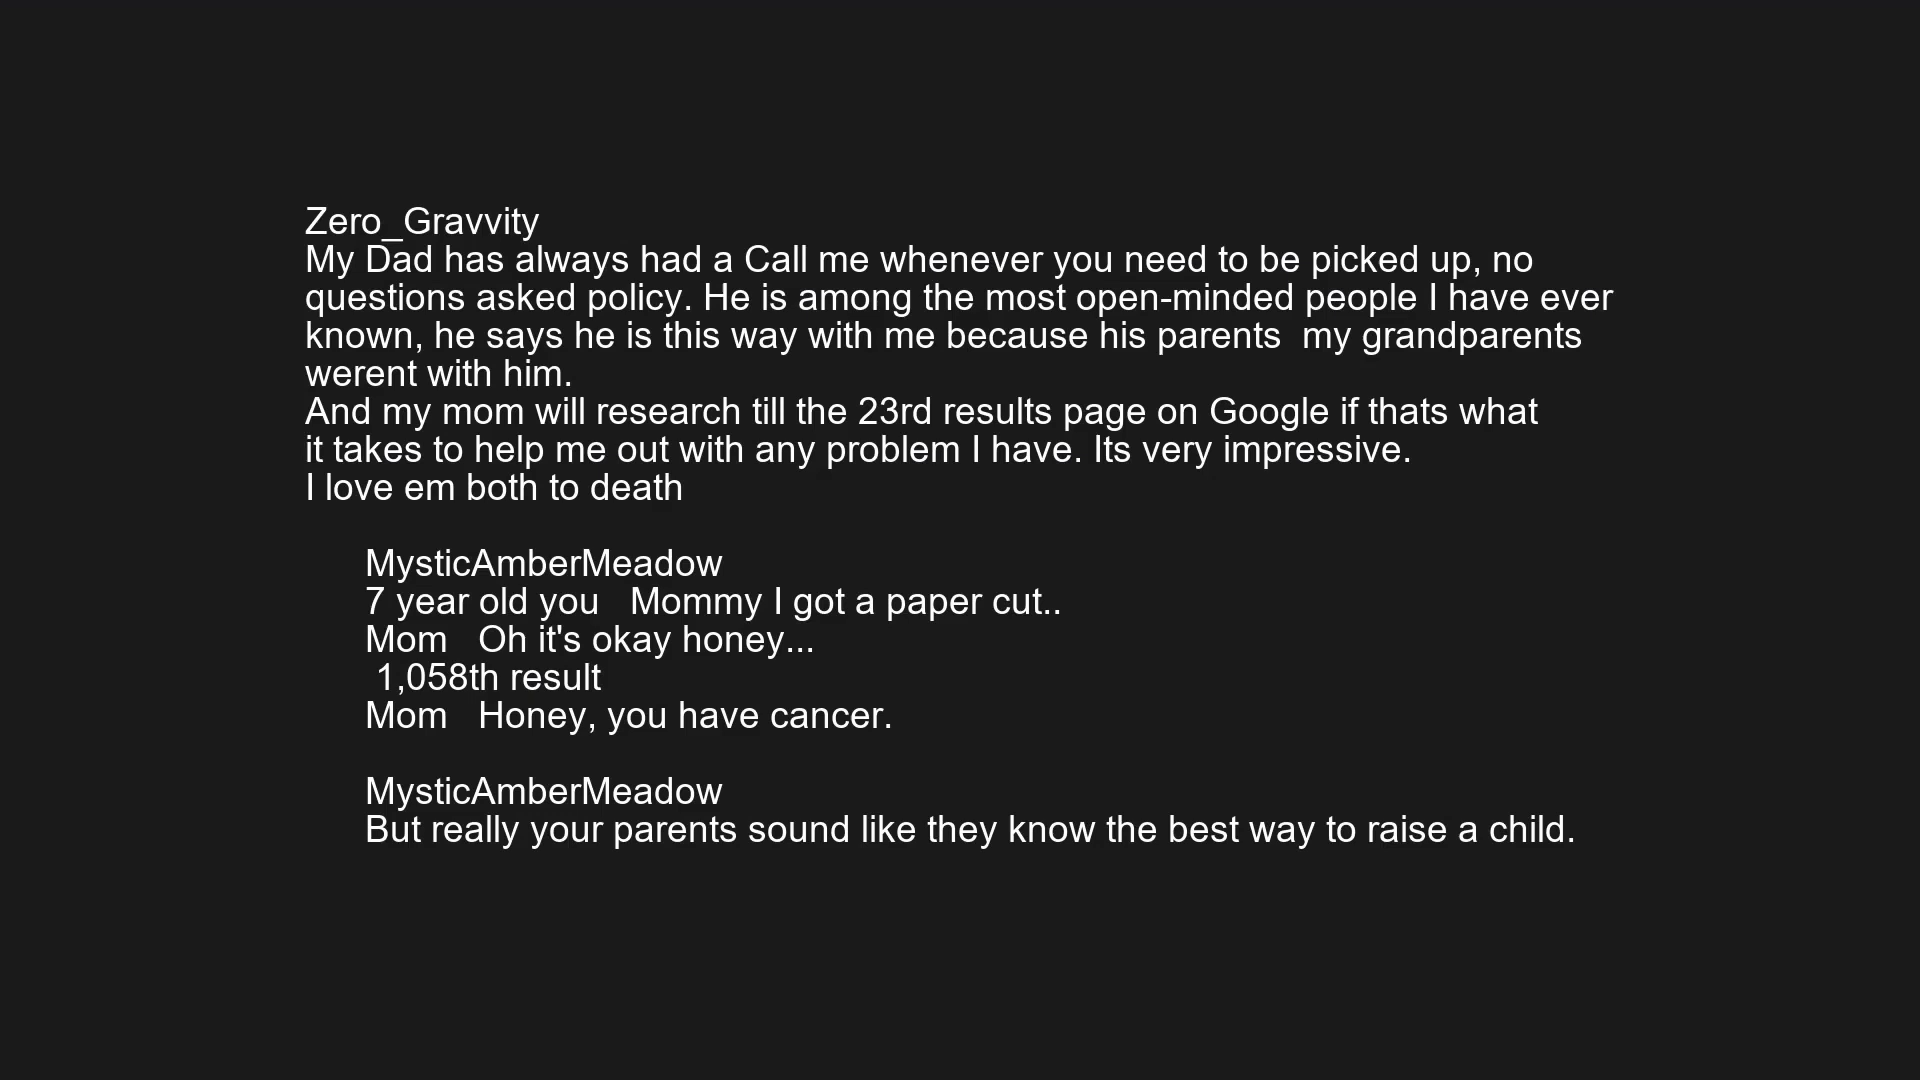 Zero_Gravvity
My Dad has always had a Call me whenever you need to be picked up, no
questions asked policy. He is among the most open-minded people I have ever
known, he says he is this way with me because his parents  my grandparents
werent with him.
And my mom will research till the 23rd results page on Google if thats what
it takes to help me out with any problem I have. Its very impressive.
I love em both to death
MysticAmberMeadow
7 year old you   Mommy I got a paper cut..
Mom   Oh it's okay honey...
1,058th result
Mom   Honey, you have cancer.
MysticAmberMeadow
But really your parents sound like they know the best way to raise a child.